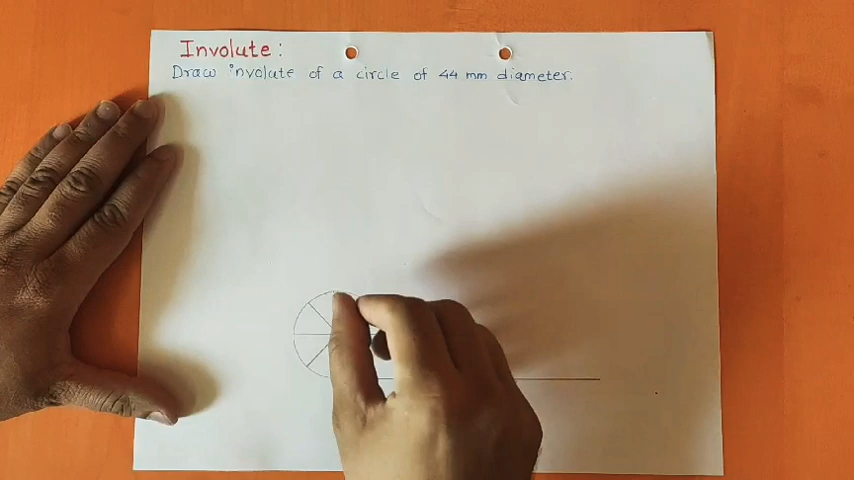 Involute:
Draw involute of a circle of 44 mm diameter.